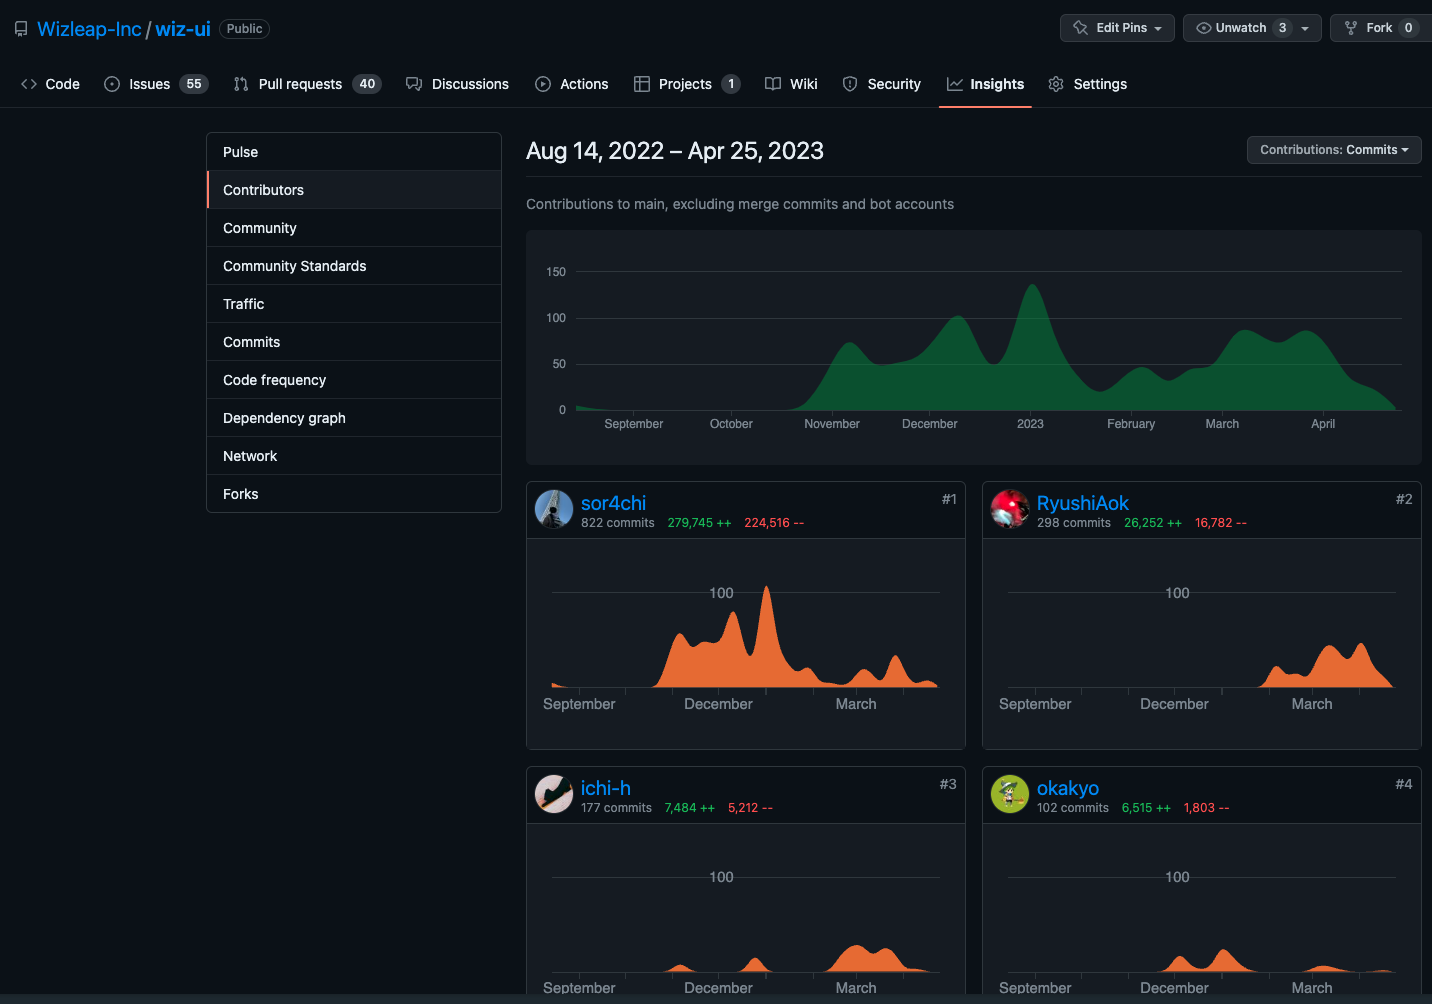 Wizleap-Inc / wiz-ui Public
Edit Pins Unwatch 3 Fork 0
Code Issues 55 Pull requests 40 Discussions Actions Projects 1 Wiki Security Insights Settings
Pulse
Contributors
Community
Community Standards
Traffic
Commits
Code frequency
Dependency graph
Network
Forks
Aug 14, 2022 – Apr 25, 2023
Contributions: Commits
Contributions to main, excluding merge commits and bot accounts
150
100
50
0
September October November December 2023 February March April
sor4chi #1
822 commits 279,745 ++ 224,516 --
100
September December March
RyushiAok #2
298 commits 26,252 ++ 16,782 --
100
September December March
ichi-h #3
177 commits 7,484 ++ 5,212 --
100
September December March
okakyo #4
102 commits 6,515 ++ 1,803 --
100
September December March